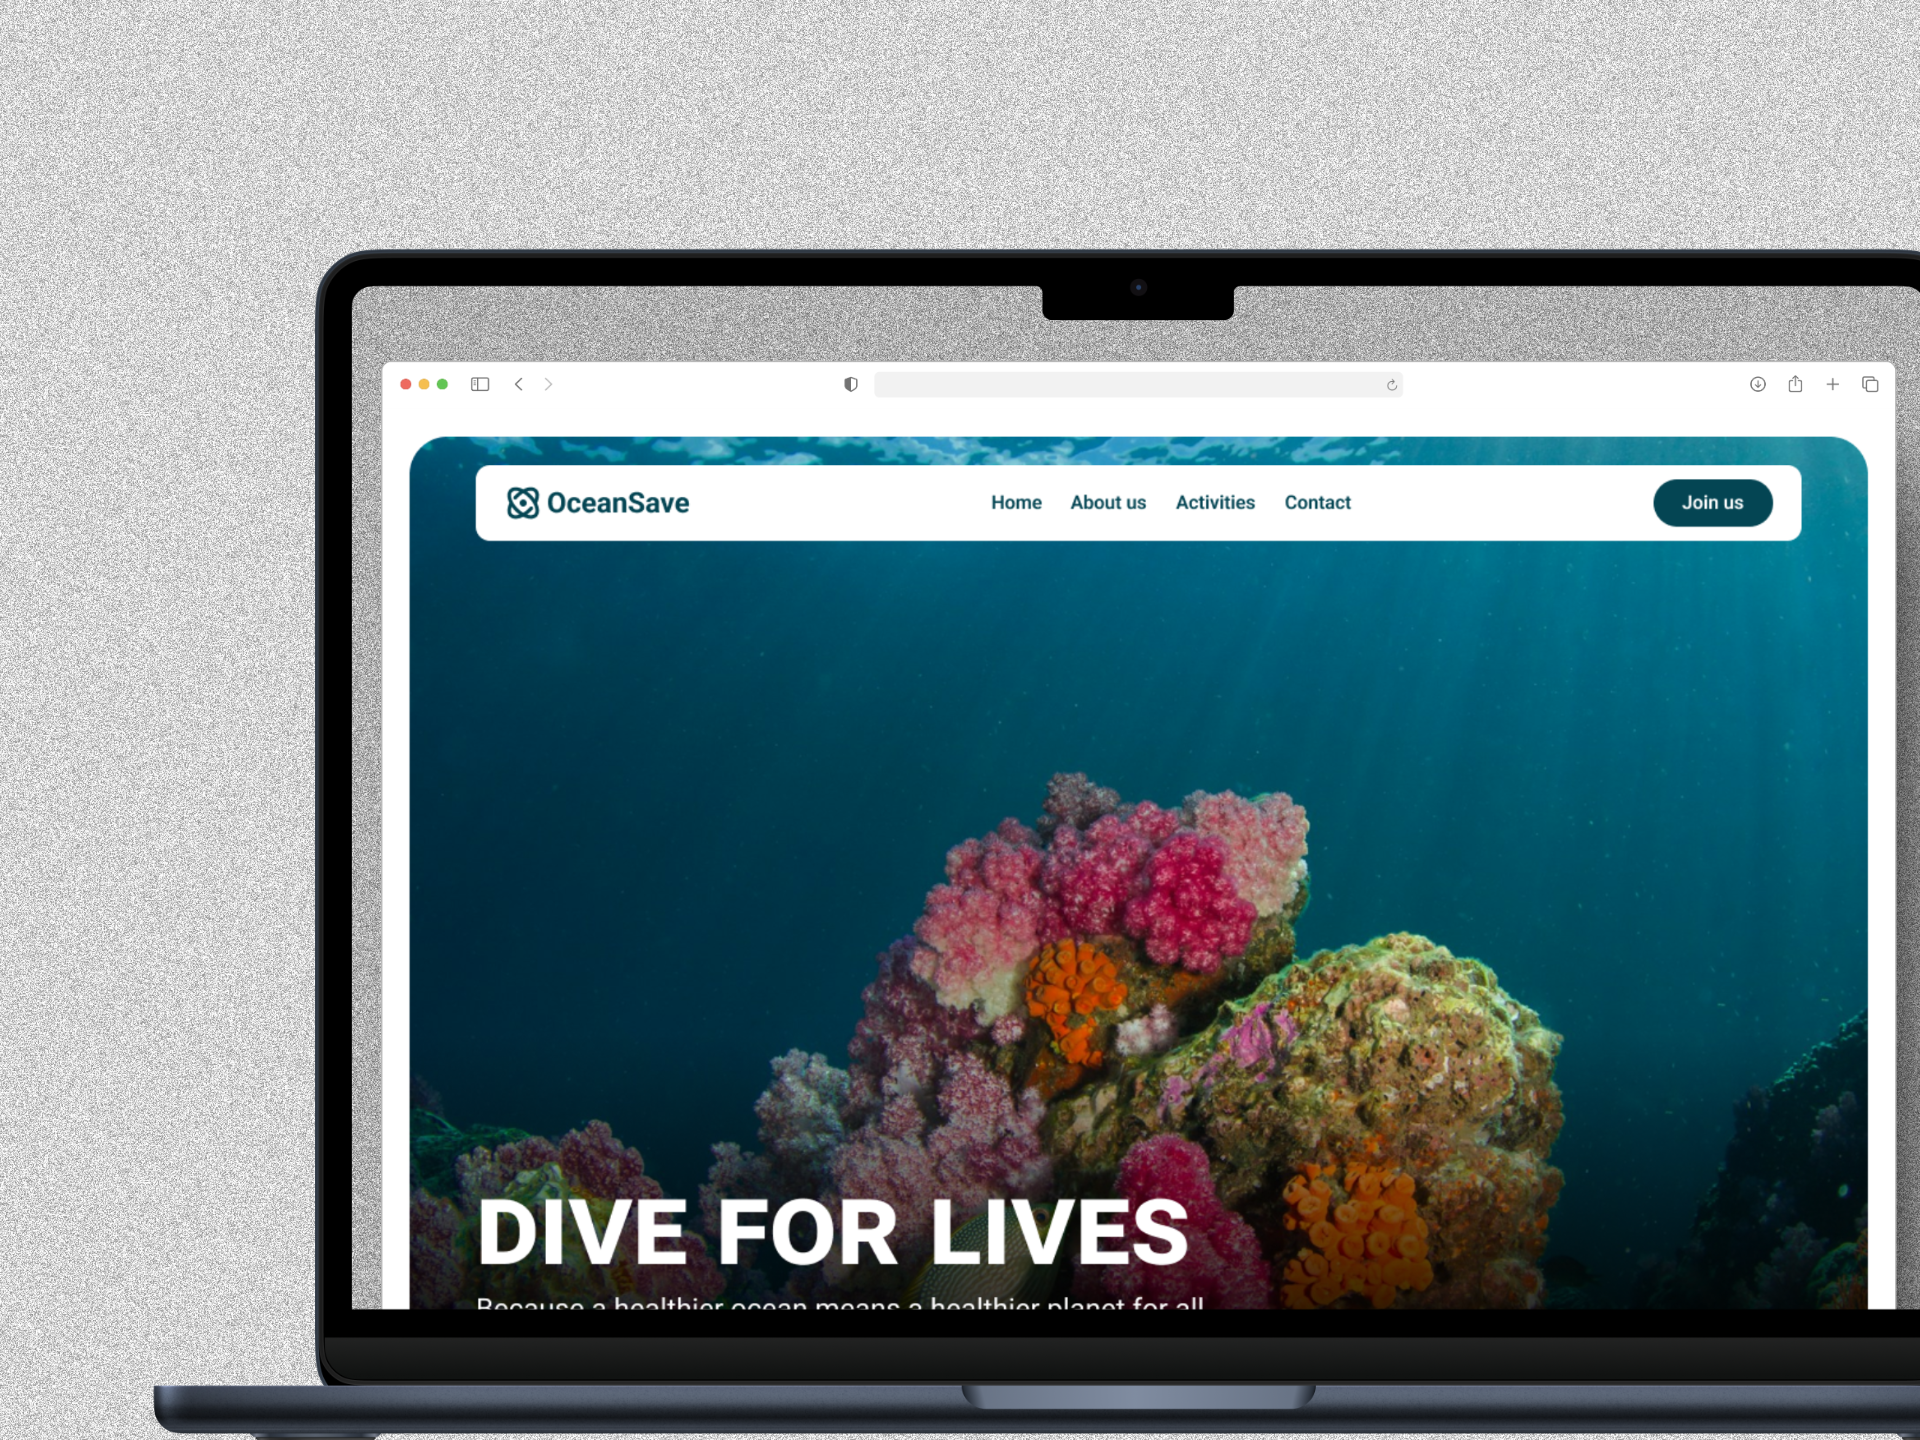 OceanSave
Home About us Activities Contact
Join us
DIVE FOR LIVES
Because a healthier ocean means a healthier planet for all